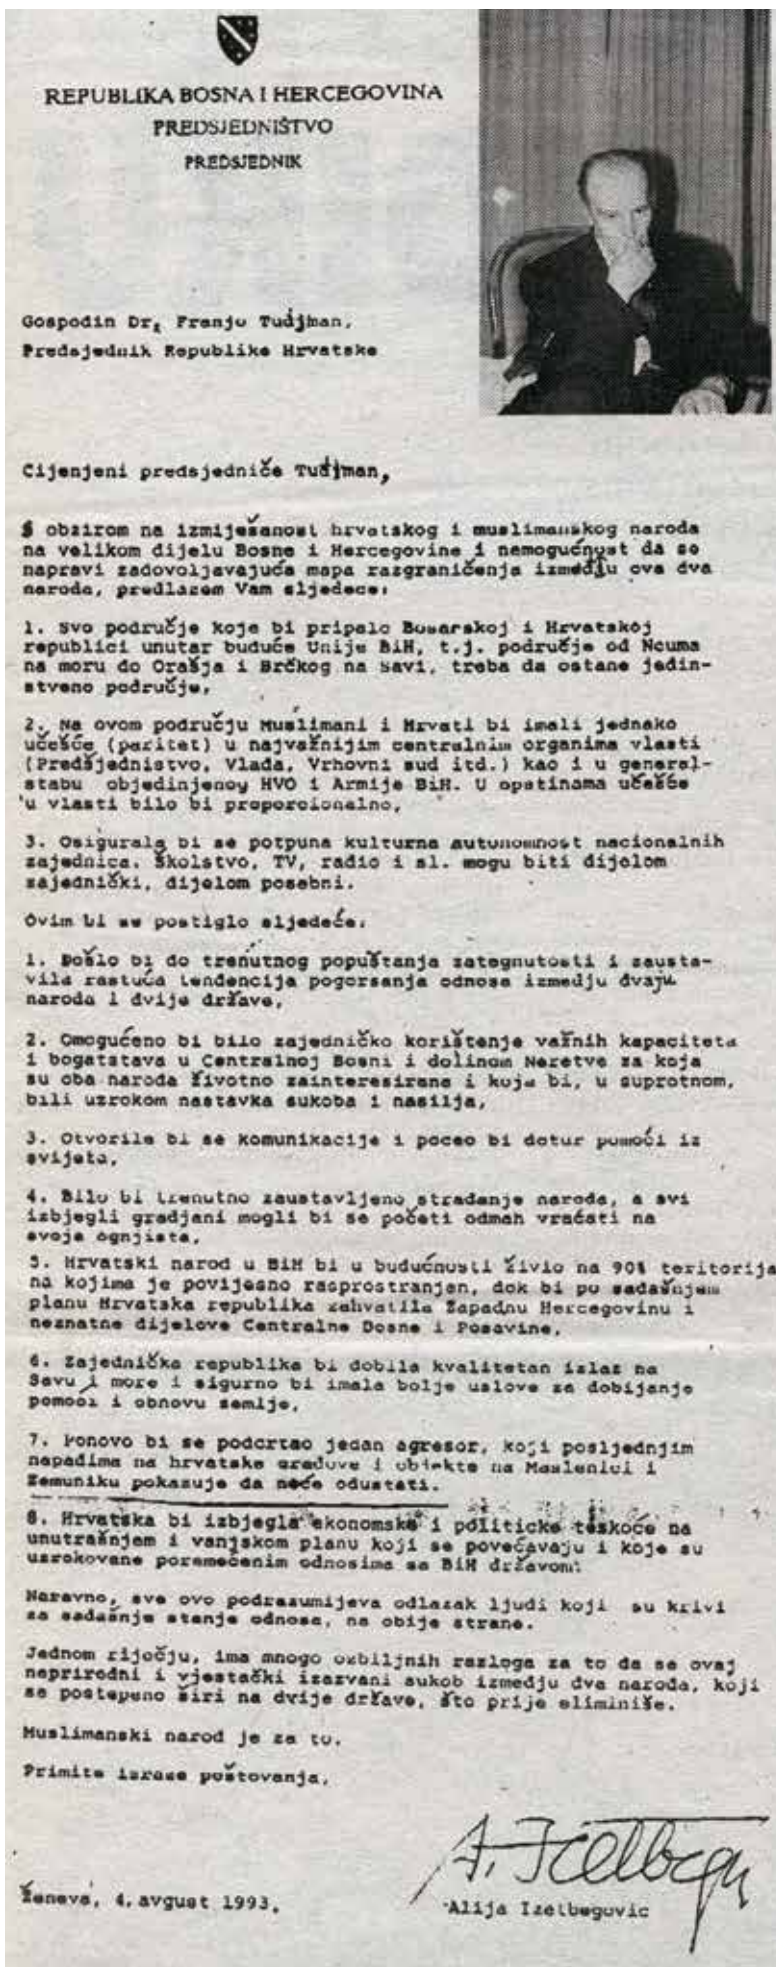 REPUBLIKA BOSNA I HERCEGOVINA
PREDSJEDNIŠTVO
PREDSJEDNIK
Gospodin Dr. Franjo Tudjman,
Predsjednik Republike Hrvatske
Cijenjeni predsjedniče Tudjman,
S obzirom na izmiješanost hrvatskog i muslimanskog naroda
na velikom dijelu Bosne i Hercegovine i nemogućnost da se
napravi zadovoljavajuća mapa razgraničenja izmedju ova dva
naroda, predlazem Vam sljedece:
1. Svo područje koje bi pripalo Bosanskoj i Hrvatskoj
republici unutar buduće Unije BiH, t.j. područje od Neuma
na moru do Orašja i Brčkog na Savi, treba da ostane jedin-
stveno područje,
2. Na ovom području Muslimani i Hrvati bi imali jednako
učešće (paritet) u najvažnijim centralnim organima vlasti
(Predsjednistvo, Vlada, Vrhovni sud itd.) kao i u general-
stabu objedinjenog HVO i Armije BiH. U opstinama učešće
u vlasti bilo bi proporcionalno,
3. Osigurala bi se potpuna kulturna autonomnost nacionalnih
zajednica. Školstvo, TV, radio i sl. mogu biti dijelom
zajednički, dijelom posebni.
Ovim bi se postiglo sljedeće:
1. Došlo bi do trenutnog popuštanja zategnutosti i zausta-
vila rastuća tendencija pogorsanja odnosa izmedju dvaju
naroda i dvije države,
2. Omogućeno bi bilo zajedničko korištenje važnih kapaciteta
i bogatstava u Centralnoj Bosni i dolinom Neretve za koja
su oba naroda životno zainteresirana i koja bi, u suprotnom,
bili uzrokom nastavka sukoba i nasilja,
3. Otvorile bi se komunikacije i poceo bi dotur pomoći iz
svijeta,
4. Bilo bi trenutno zaustavljeno stradanje naroda, a svi
izbjegli gradjani mogli bi se početi odmah vraćati na
svoja ognjista,
5. Hrvatski narod u BiH bi u budućnosti živio na 90% teritorija
na kojima je povijesno rasprostranjen, dok bi po sadašnjem
planu Hrvatska republika zahvatila Zapadnu Hercegovinu i
neznatne dijelove Centralne Bosne i Posavine,
6. Zajednička republika bi dobila kvalitetan izlaz na
Savu i more i sigurno bi imala bolje uslove za dobijanje
pomoći i obnovu zemlje,
7. Ponovo bi se podcrtao jedan agresor, koji posljednjim
napadima na hrvatske gradove i objekte na Maslenici i
Zemuniku pokazuje da neće odustati.
8. Hrvatska bi izbjegla ekonomske i političke teškoće na
unutrašnjem i vanjskom planu koji se povećavaju i koje su
uzrokovane poremećenim odnosima sa BiH državom.
Naravno, sve ovo podrazumijeva odlazak ljudi koji su krivi
za sadašnje stanje odnosa, na obije strane.
Jednom riječju, ima mnogo ozbiljnih razloga za to da se ovaj
neprirodni i vjestački izazvani sukob izmedju dva naroda, koji
se postepeno širi na dvije države, što prije eliminiše.
Muslimanski narod je za to.
Primite izraze poštovanja,
A. Izetbegov
Ženeva, 4. avgust 1993.
Alija Izetbegovic